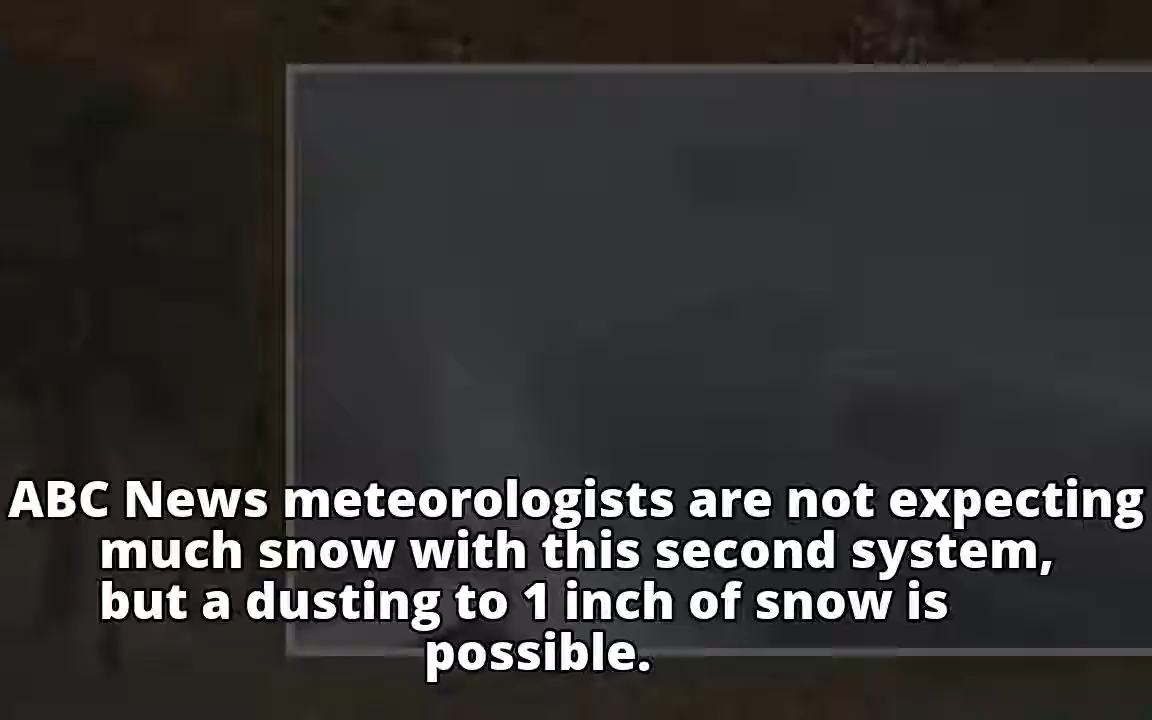 ABC News meteorologists are not expecting
much snow with this second system,
but a dusting to 1 inch of snow is
possible.